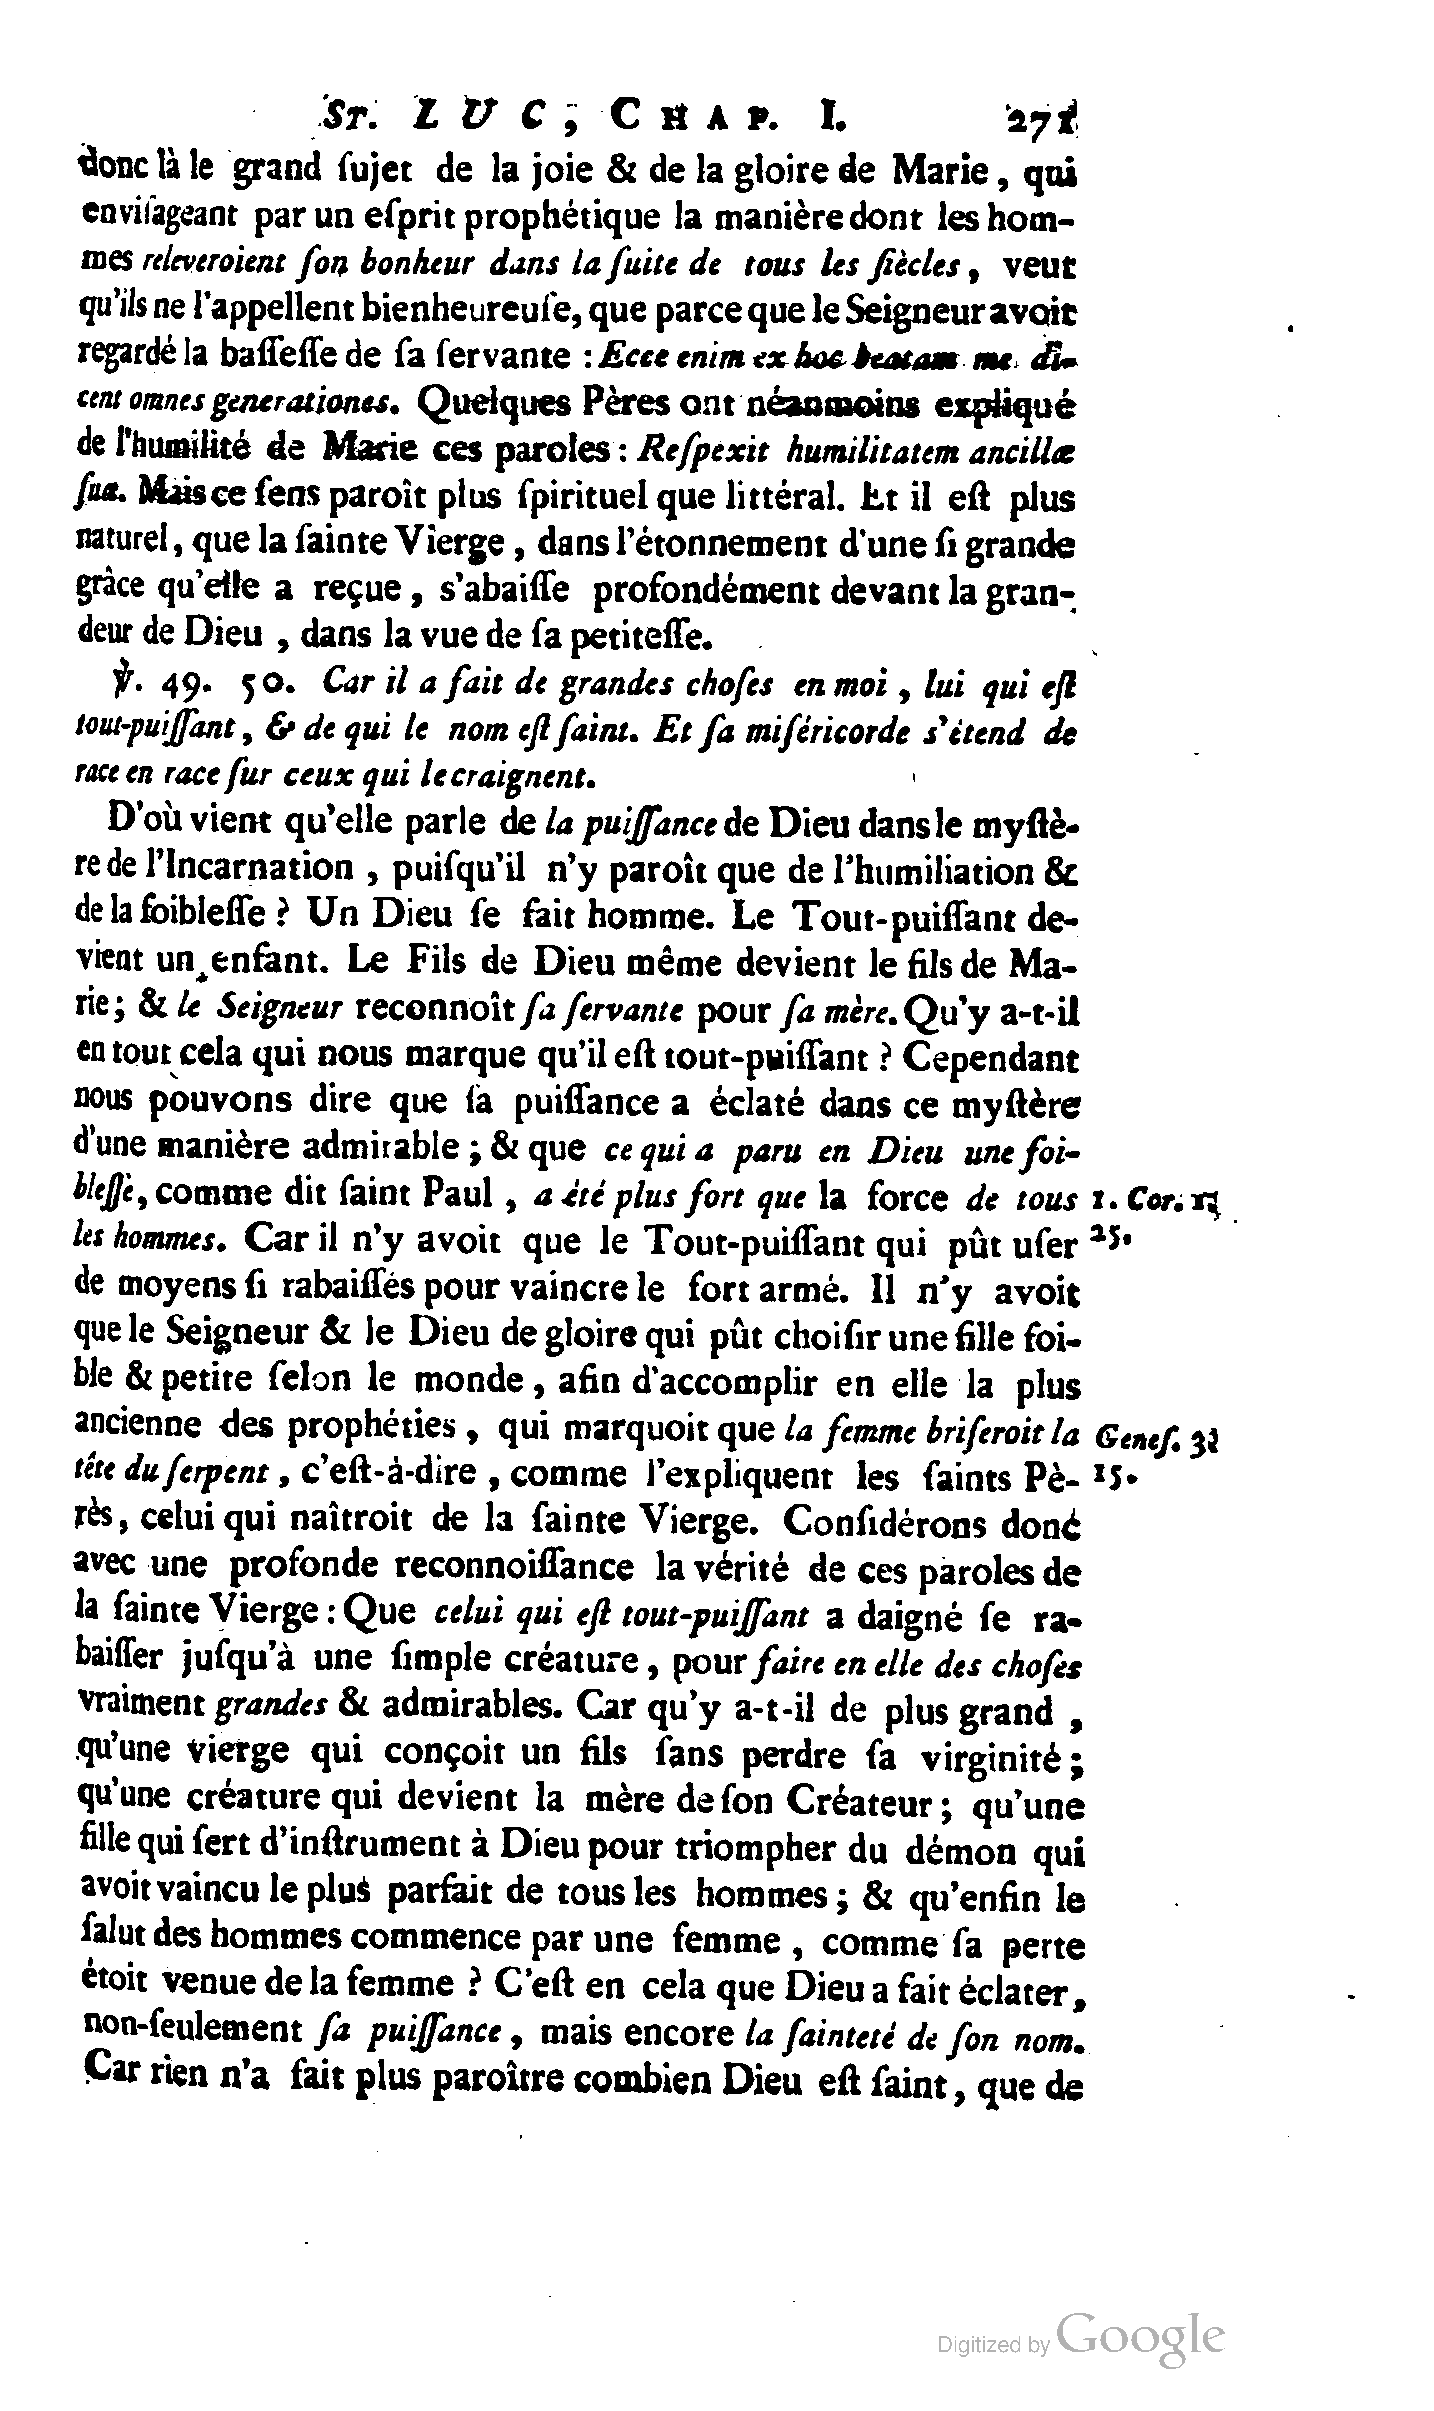 ST. LUC, CHAP. I. 271
donc là le grand ſujet de la joie & de la gloire de Marie, qui
enviſageant par un eſprit prophétique la manière dont les hom-
mes releveroient ſon bonheur dans la ſuite de tous les ſiècles, veut
qu'ils ne l'appellent bienheureuſe, que parce que le Seigneur avoit
regardé la baſſeſſe de ſa ſervante : Ecce enim ex hoc beatam me di-
cent omnes generationes. Quelques Pères ont néanmoins expliqué
de l'humilité de Marie ces paroles : Reſpexit humilitatem ancillæ
ſuæ. Mais ce ſens paroît plus ſpirituel que littéral. Et il eſt plus
naturel, que la ſainte Vierge, dans l'étonnement d'une ſi grande
grâce qu'elle a reçue, s'abaiſſe profondément devant la gran-
deur de Dieu, dans la vue de ſa petiteſſe.
℣. 49. 50. Car il a fait de grandes choſes en moi, lui qui eſt
tout-puiſſant, & de qui le nom eſt ſaint. Et ſa miſéricorde s'étend de
race en race ſur ceux qui le craignent.
D'où vient qu'elle parle de la puiſſance de Dieu dans le myſtè-
re de l'Incarnation, puiſqu'il n'y paroît que de l'humiliation &
de la foibleſſe ? Un Dieu ſe fait homme. Le Tout-puiſſant de-
vient un enfant. Le Fils de Dieu même devient le fils de Ma-
rie ; & le Seigneur reconnoît ſa ſervante pour ſa mère. Qu'y a-t-il
en tout cela qui nous marque qu'il eſt tout-puiſſant ? Cependant
nous pouvons dire que ſa puiſſance a éclaté dans ce myſtère
d'une manière admirable ; & que ce qui a paru en Dieu une foi-
bleſſe, comme dit ſaint Paul, a été plus fort que la force de tous 1. Cor. 1.
les hommes. Car il n'y avoit que le Tout-puiſſant qui pût uſer 25.
de moyens ſi rabaiſſés pour vaincre le fort armé. Il n'y avoit
que le Seigneur & le Dieu de gloire qui pût choiſir une fille foi-
ble & petite ſelon le monde, afin d'accomplir en elle la plus
ancienne des prophéties, qui marquoit que la femme briſeroit la Geneſ. 3.
tête du ſerpent, c'eſt-à-dire, comme l'expliquent les ſaints Pè- 15.
rès, celui qui naîtroit de la ſainte Vierge. Conſidérons donc
avec une profonde reconnoiſſance la vérité de ces paroles de
la ſainte Vierge : Que celui qui eſt tout-puiſſant a daigné ſe ra-
baiſſer juſqu'à une ſimple créature, pour faire en elle des choſes
vraiment grandes & admirables. Car qu'y a-t-il de plus grand,
qu'une vierge qui conçoit un fils ſans perdre ſa virginité ;
qu'une créature qui devient la mère de ſon Créateur ; qu'une
fille qui ſert d'inſtrument à Dieu pour triompher du démon qui
avoit vaincu le plus parfait de tous les hommes ; & qu'enfin le
ſalut des hommes commence par une femme, comme ſa perte
étoit venue de la femme ? C'eſt en cela que Dieu a fait éclater,
non-ſeulement ſa puiſſance, mais encore la ſainteté de ſon nom.
Car rien n'a fait plus paroître combien Dieu eſt ſaint, que de
Digitized by Google